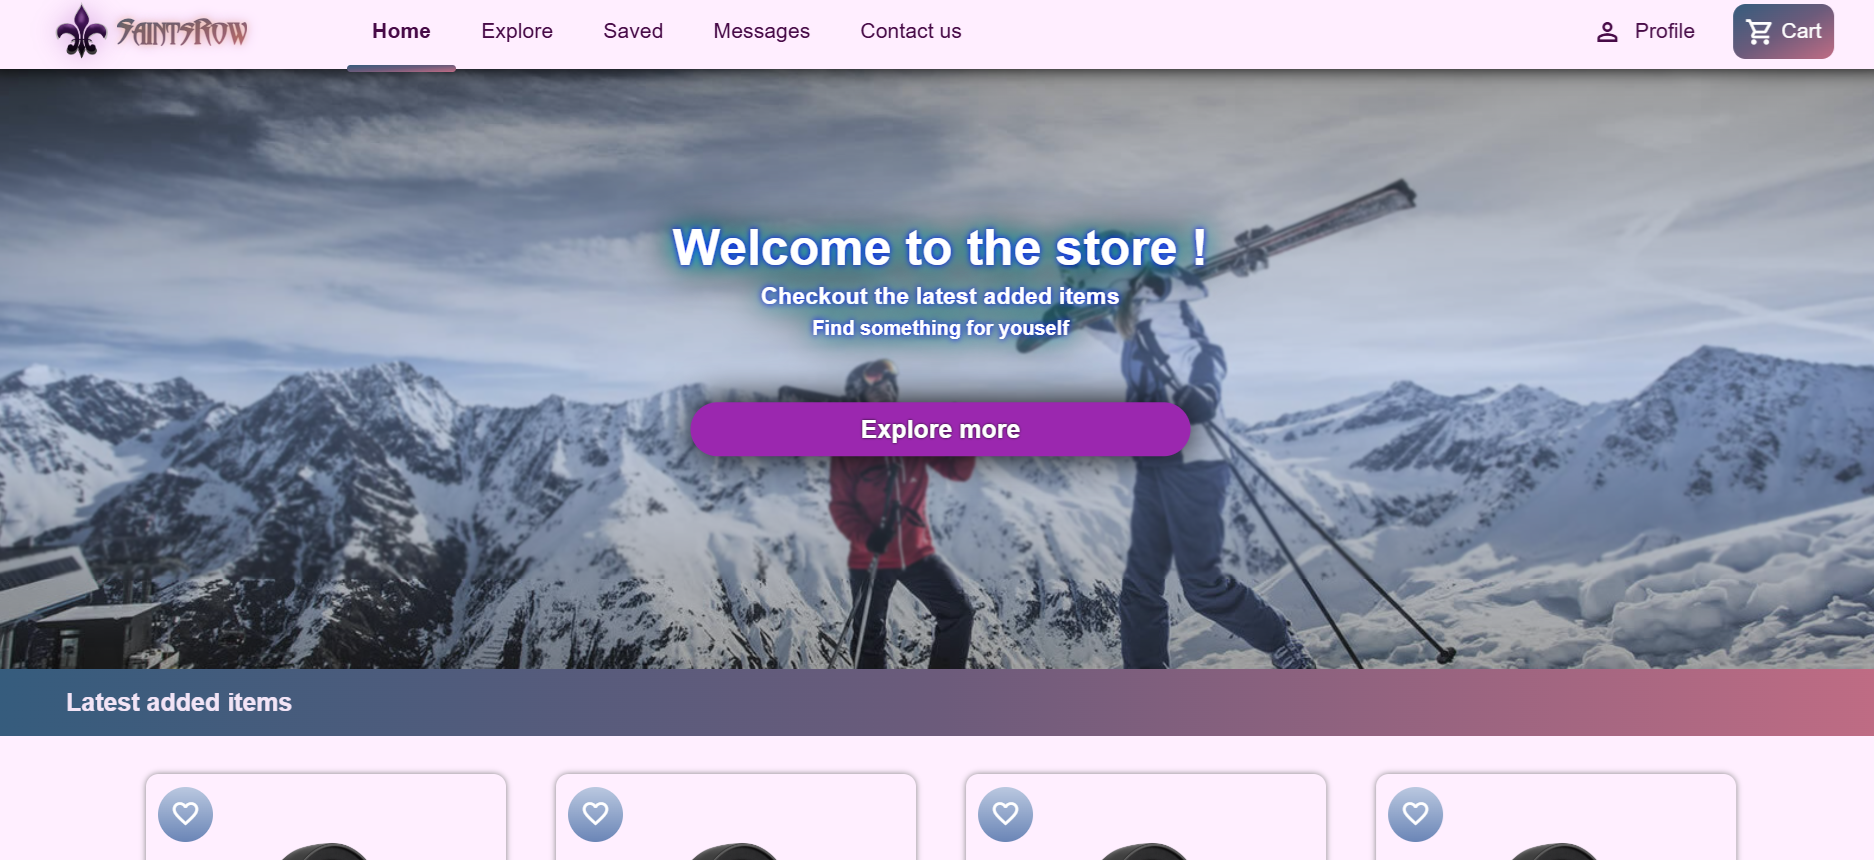 SaintsRow
Home Explore Saved Messages Contact us Profile Cart
Welcome to the store !
Checkout the latest added items
Find something for youself
Explore more
Latest added items